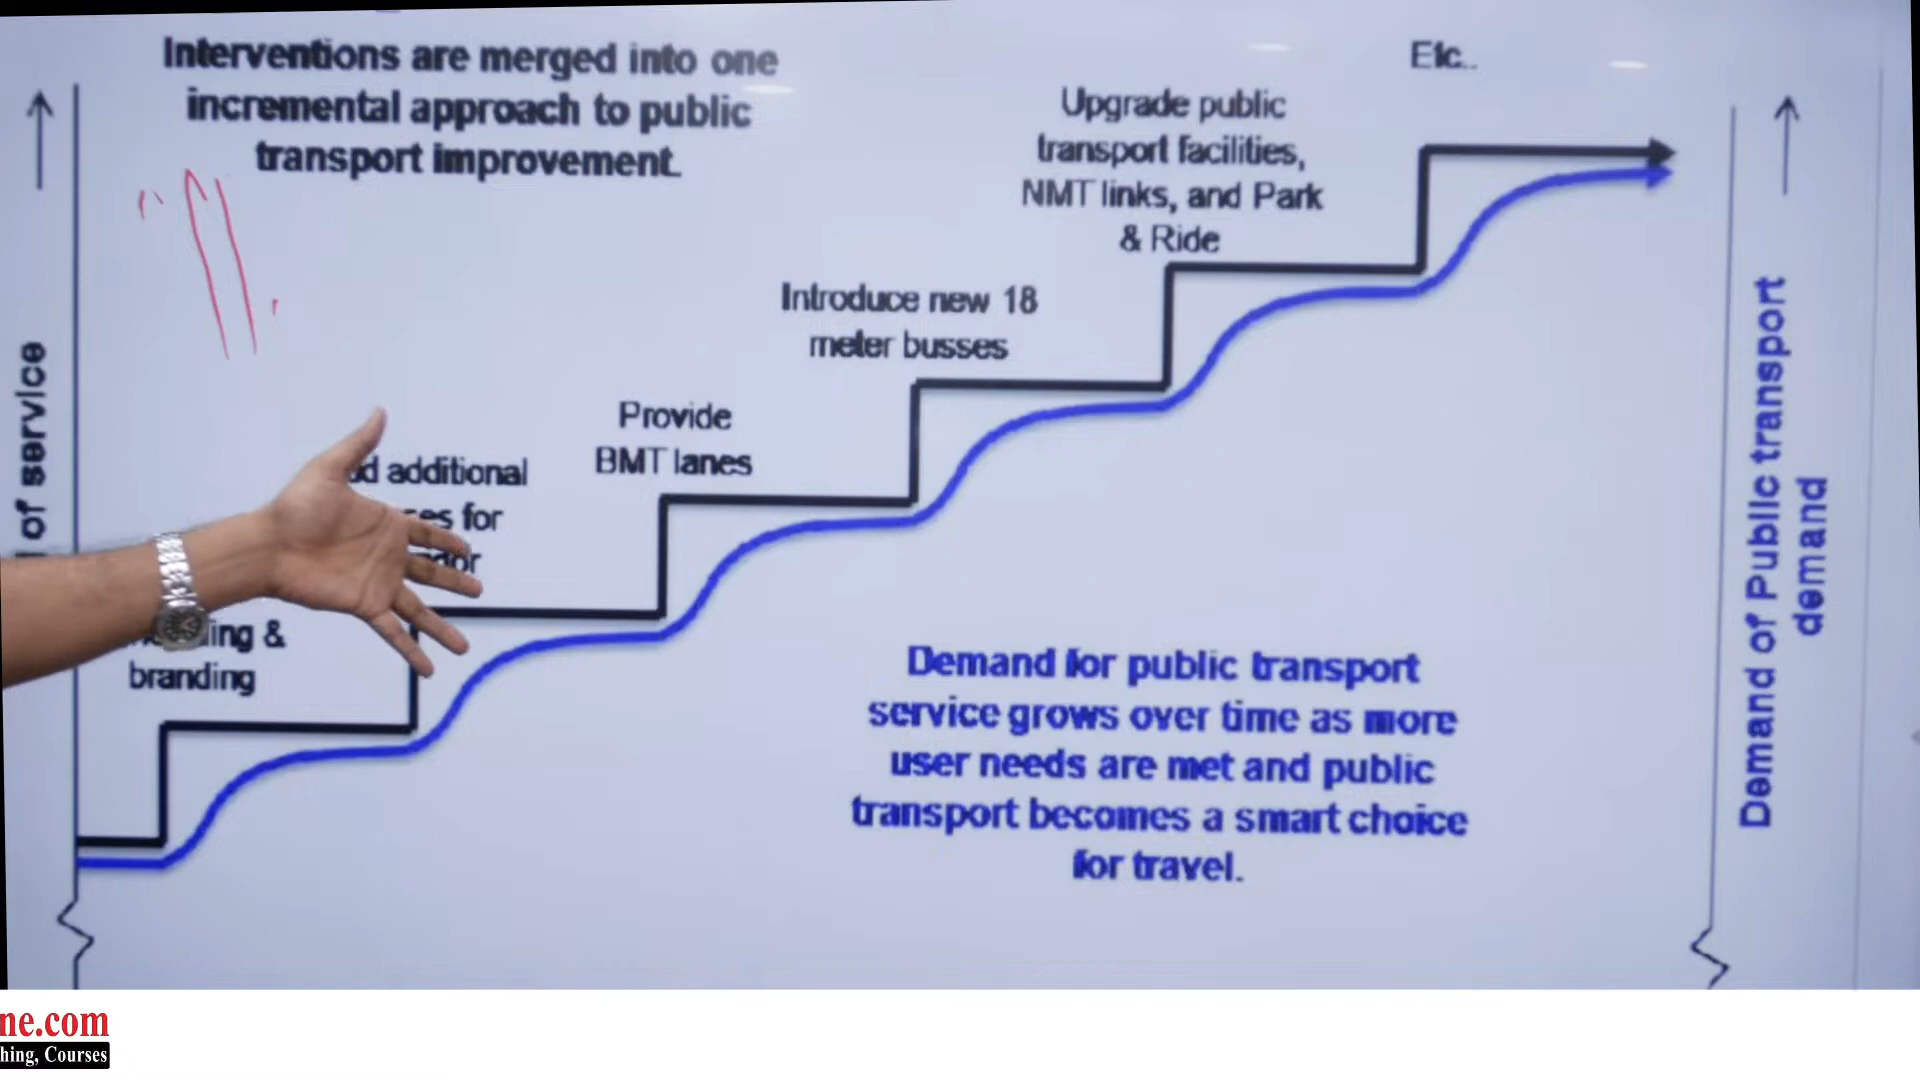 Interventions are merged into one
incremental approach to public
transport improvement.
Etc..
Upgrade public
transport facilities,
NMT links, and Park
& Ride
Introduce new 18
meter busses
Provide
BMT lanes
additional
for
branding
&
of service
Demand of Public transport
demand
Demand for public transport
service grows over time as more
user needs are met and public
transport becomes a smart choice
for travel.
ne.com
hing, Courses